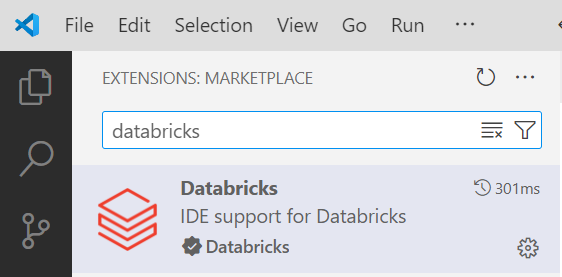 File Edit Selection View Go Run ···
EXTENSIONS: MARKETPLACE
databricks
Databricks 301ms
IDE support for Databricks
Databricks